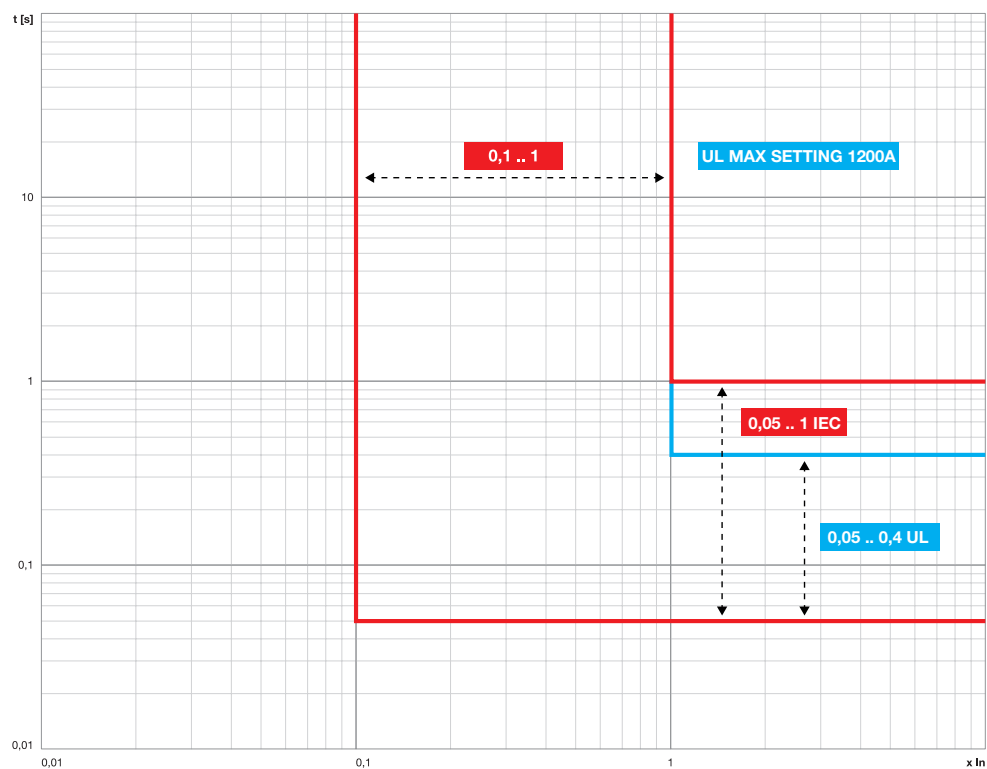 t [s]
0,1 .. 1
UL MAX SETTING 1200A
10
1
0,05 .. 1 IEC
0,05 .. 0,4 UL
0,1
0,01
0,01
0,1
1
x In